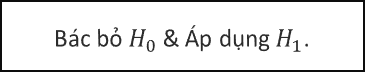 Bác bỏ H₀ & Áp dụng H₁.